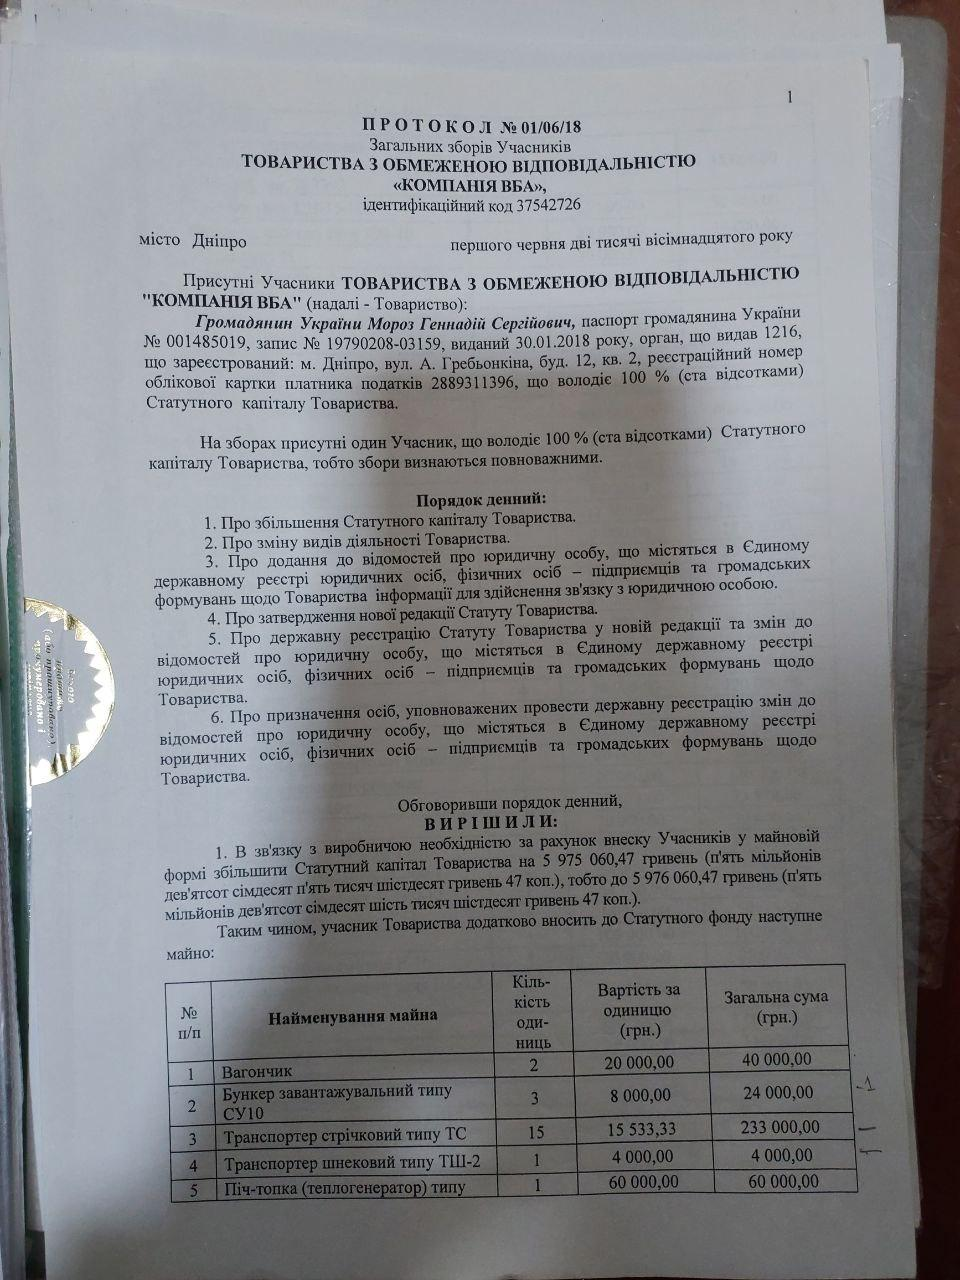 1
П Р О Т О К О Л № 01/06/18
Загальних зборів Учасників
ТОВАРИСТВА З ОБМЕЖЕНОЮ ВІДПОВІДАЛЬНІСТЮ
«КОМПАНІЯ ВБА»,
ідентифікаційний код 37542726
місто Дніпро первшого червня дві тисячі вісімнадцятого року
Присутні Учасники ТОВАРИСТВА З ОБМЕЖЕНОЮ ВІДПОВІДАЛЬНІСТЮ
"КОМПАНІЯ ВБА" (надалі - Товариство):
Громадянин України Мороз Геннадій Сергійович, паспорт громадянина України
№ 001485019, запис № 19790208-03159, виданий 30.01.2018 року, орган, що видав 1216,
що зареєстрований: м. Дніпро, вул. А. Гребьонкіна, буд. 12, кв. 2, реєстраційний номер
облікової картки платника податків 2889311396, що володіє 100 % (ста відсотками)
Статутного капіталу Товариства.
На зборах присутні один Учасник, що володіє 100 % (ста відсотками) Статутного
капіталу Товариства, тобто збори визнаються повноважними.
Порядок денний:
1. Про збільшення Статутного капіталу Товариства.
2. Про зміну видів діяльності Товариства.
3. Про додання до відомостей про юридичну особу, що містяться в Єдиному
державному реєстрі юридичних осіб, фізичних осіб – підприємців та громадських
формувань щодо Товариства інформації для здійснення зв'язку з юридичною особою.
4. Про затвердження нової редакції Статуту Товариства.
5. Про державну реєстрацію Статуту Товариства у новій редакції та змін до
відомостей про юридичну особу, що містяться в Єдиному державному реєстрі
юридичних осіб, фізичних осіб – підприємців та громадських формувань щодо
Товариства.
6. Про призначення осіб, уповноважених провести державну реєстрацію змін до
відомостей про юридичну особу, що містяться в Єдиному державному реєстрі
юридичних осіб, фізичних осіб – підприємців та громадських формувань щодо
Товариства.
Обговоривши порядок денний,
В И Р І Ш И Л И:
1. В зв'язку з виробничою необхідністю за рахунок внеску Учасників у майновій
формі збільшити Статутний капітал Товариства на 5 975 060,47 гривень (п'ять мільйонів
дев'ятсот сімдесят п'ять тисяч шістдесят гривень 47 коп.), тобто до 5 976 060,47 гривень (п'ять
мільйонів дев'ятсот сімдесят шість тисяч шістдесят гривень 47 коп.).
Таким чином, учасник Товариства додатково вносить до Статутного фонду наступне
майно:
№ п/п Найменування майна Кіль-кість оди-ниць Вартість за одиницю (грн.) Загальна сума (грн.)
1 Вагончик 2 20 000,00 40 000,00
2 Бункер завантажувальний типу СУ10 3 8 000,00 24 000,00 -1
3 Транспортер стрічковий типу ТС 15 15 533,33 233 000,00
4 Транспортер шнековий типу ТШ-2 1 4 000,00 4 000,00
5 Піч-топка (теплогенератор) типу 1 60 000,00 60 000,00